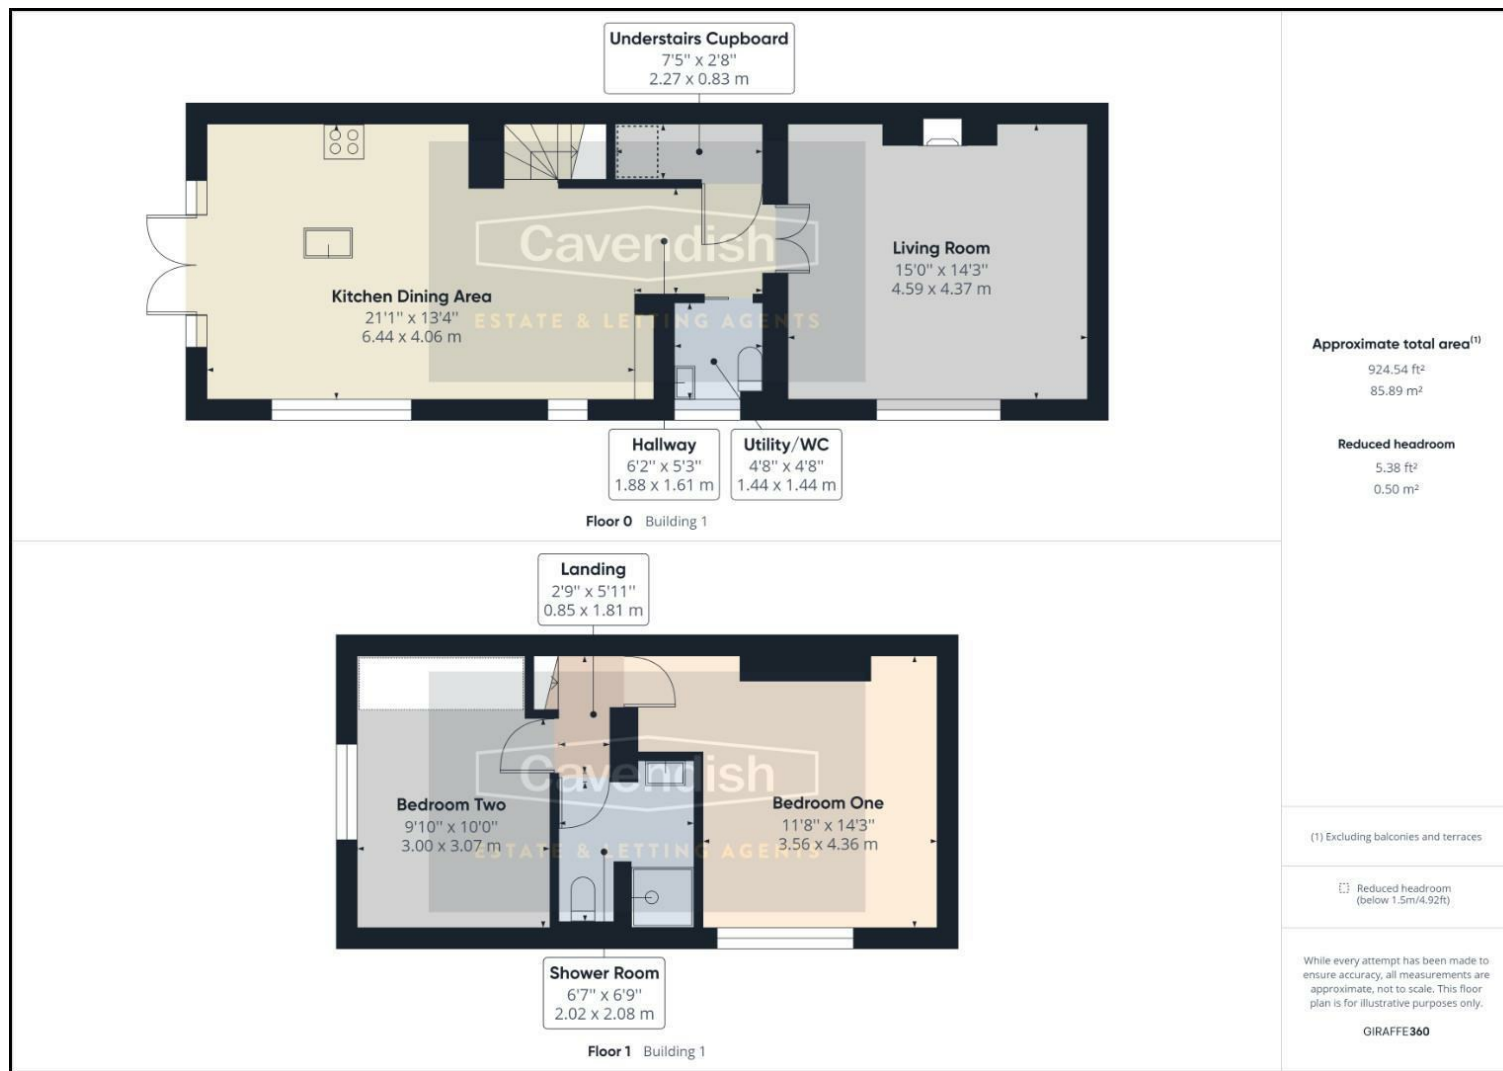 Understairs Cupboard
7'5" x 2'8"
2.27 x 0.83 m
Kitchen Dining Area
21'1" x 13'4"
6.44 x 4.06 m
Cavendish
ESTATE & LETTING AGENTS
Living Room
15'0" x 14'3"
4.59 x 4.37 m
Hallway
6'2" x 5'3"
1.88 x 1.61 m
Utility/WC
4'8" x 4'8"
1.44 x 1.44 m
Floor 0 Building 1
Landing
2'9" x 5'11"
0.85 x 1.81 m
Bedroom Two
9'10" x 10'0"
3.00 x 3.07 m
Cavendish
ESTATE & LETTING AGENTS
Bedroom One
11'8" x 14'3"
3.56 x 4.36 m
Shower Room
6'7" x 6'9"
2.02 x 2.08 m
Floor 1 Building 1
Approximate total area(1)
924.54 ft²
85.89 m²
Reduced headroom
5.38 ft²
0.50 m²
(1) Excluding balconies and terraces
Reduced headroom
(below 1.5m/4.92ft)
While every attempt has been made to
ensure accuracy, all measurements are
approximate, not to scale. This floor
plan is for illustrative purposes only.
GIRAFFE360